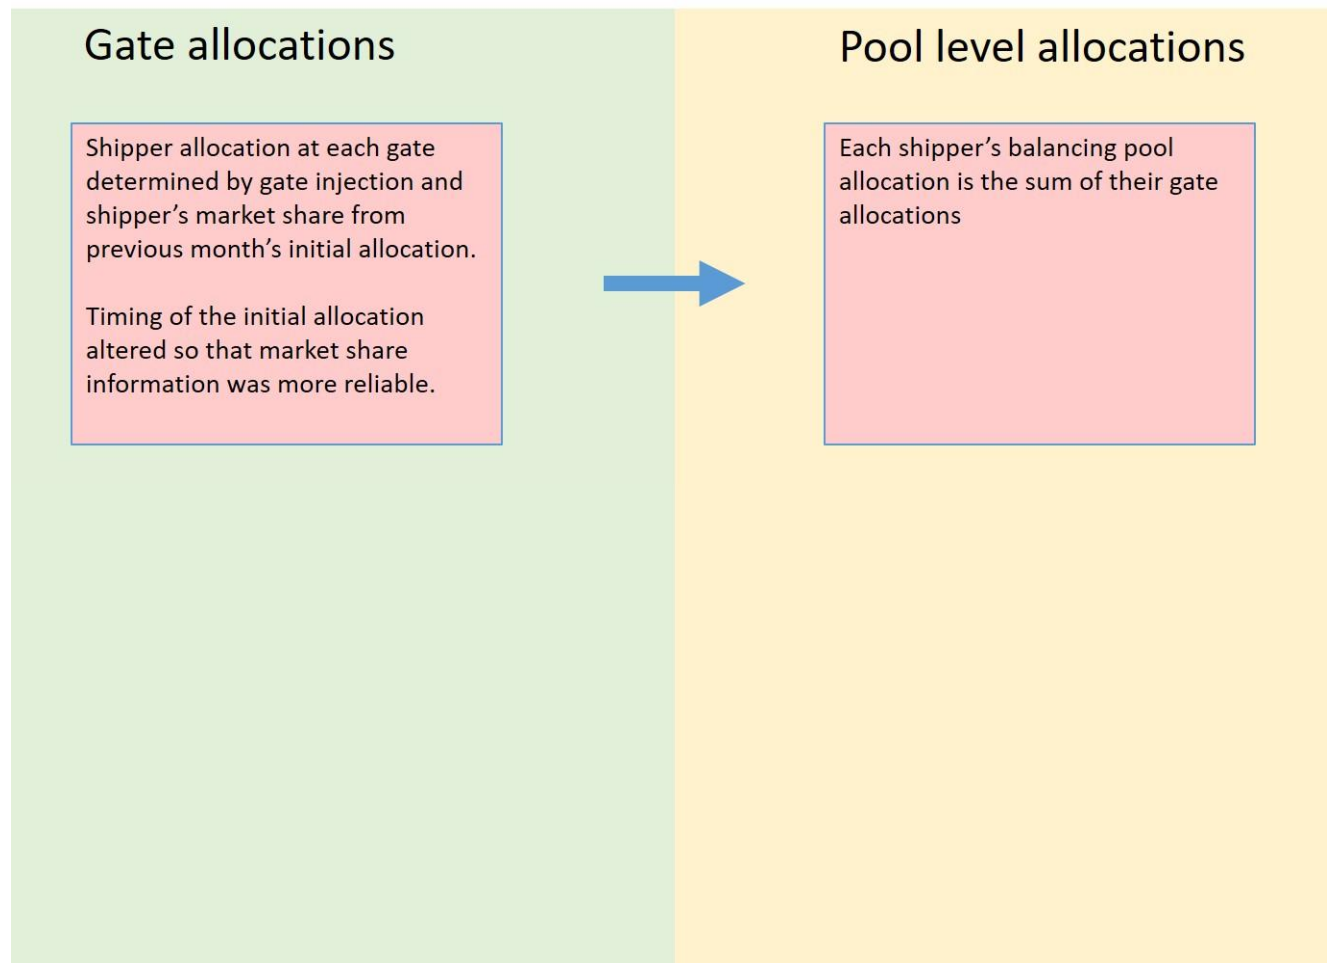 Gate allocations
Pool level allocations
Shipper allocation at each gate
determined by gate injection and
shipper’s market share from
previous month’s initial allocation.
Timing of the initial allocation
altered so that market share
information was more reliable.
Each shipper’s balancing pool
allocation is the sum of their gate
allocations